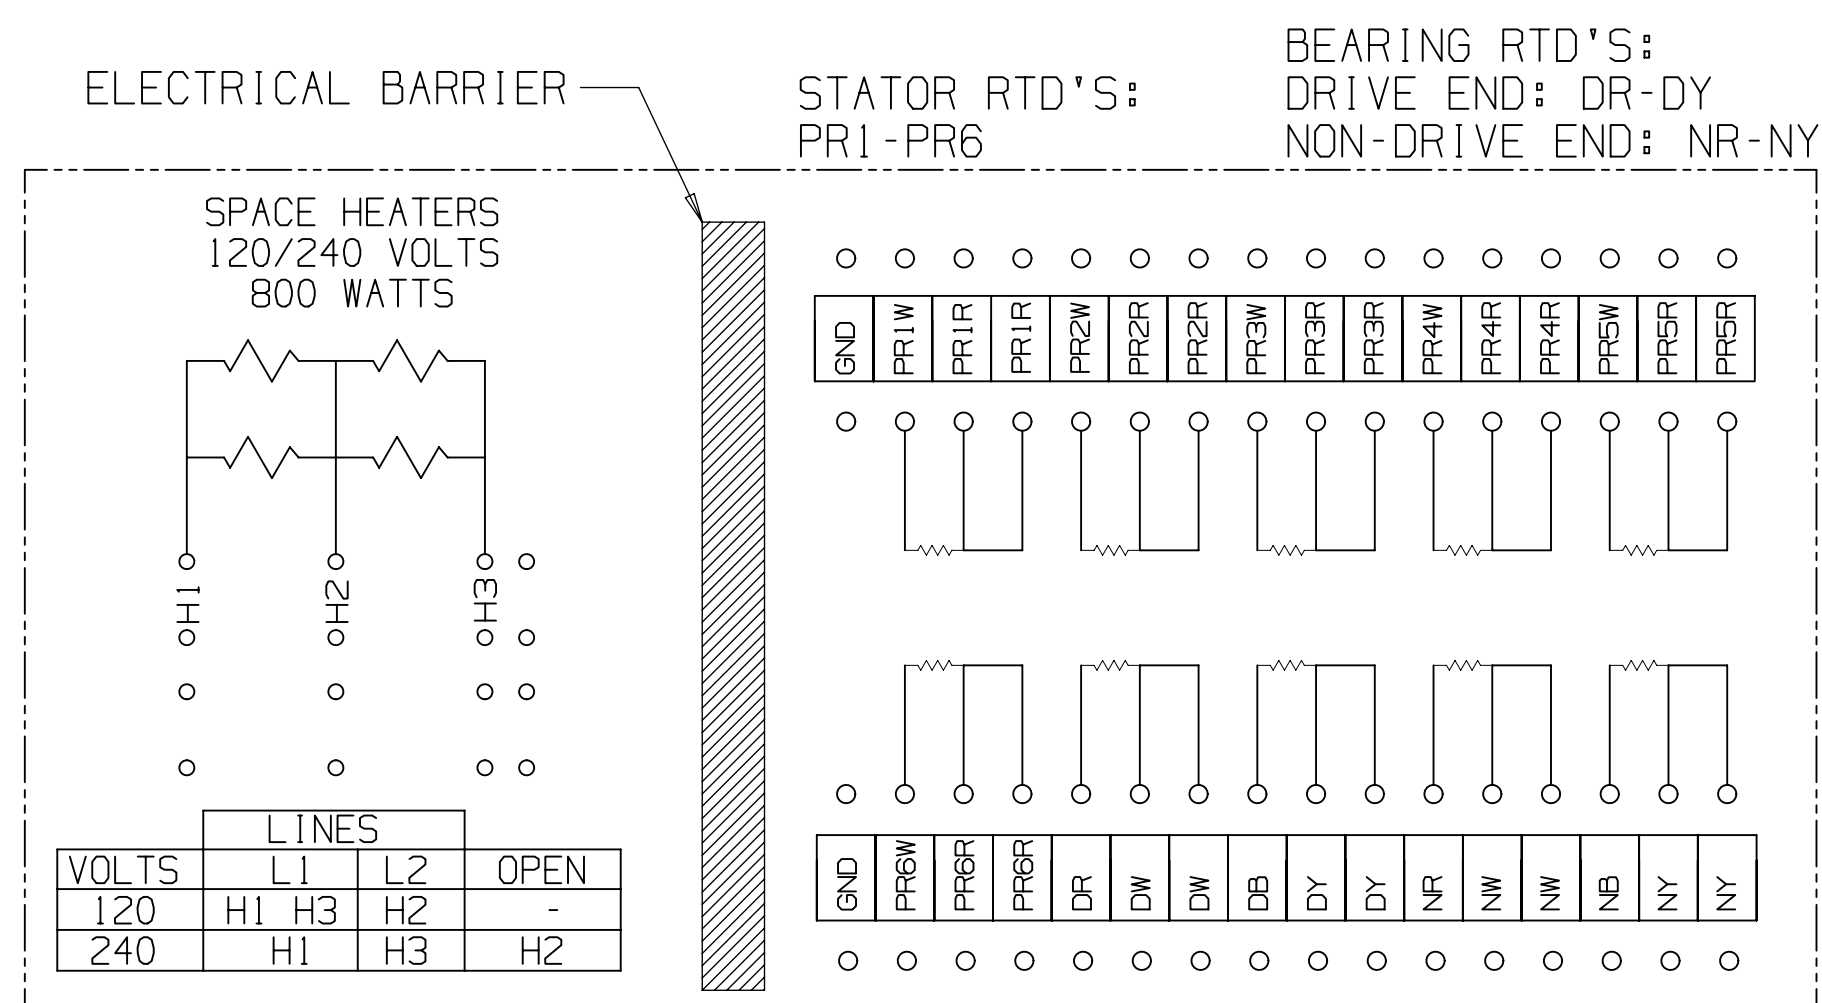 ELECTRICAL BARRIER
STATOR RTD'S:
PR1-PR6
BEARING RTD'S:
DRIVE END: DR-DY
NON-DRIVE END: NR-NY
SPACE HEATERS
120/240 VOLTS
800 WATTS
H1 H2 H3
LINES
VOLTS L1 L2 OPEN
120 H1 H3 H2 -
240 H1 H3 H2
GND PR1W PR1R PR1R PR2W PR2R PR2R PR3W PR3R PR3R PR4W PR4R PR4R PR5W PR5R PR5R
GND PR6W PR6R PR6R DR DW DW DB DY DY NR NW NW NB NY NY